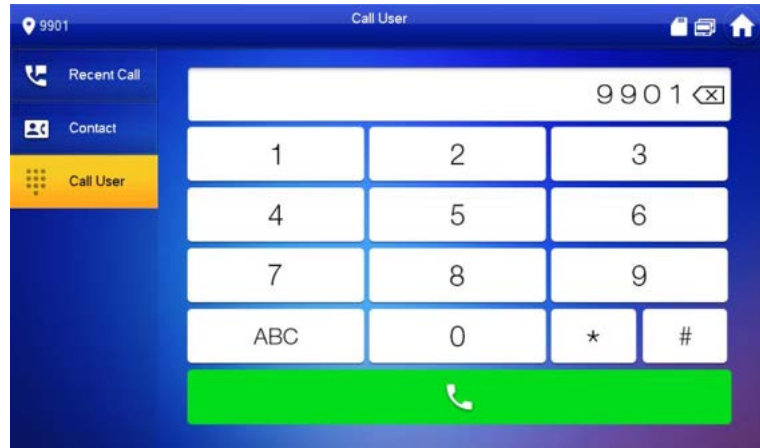 9901
Call User
Recent Call
Contact
Call User
9901
1 2 3
4 5 6
7 8 9
ABC 0 * #